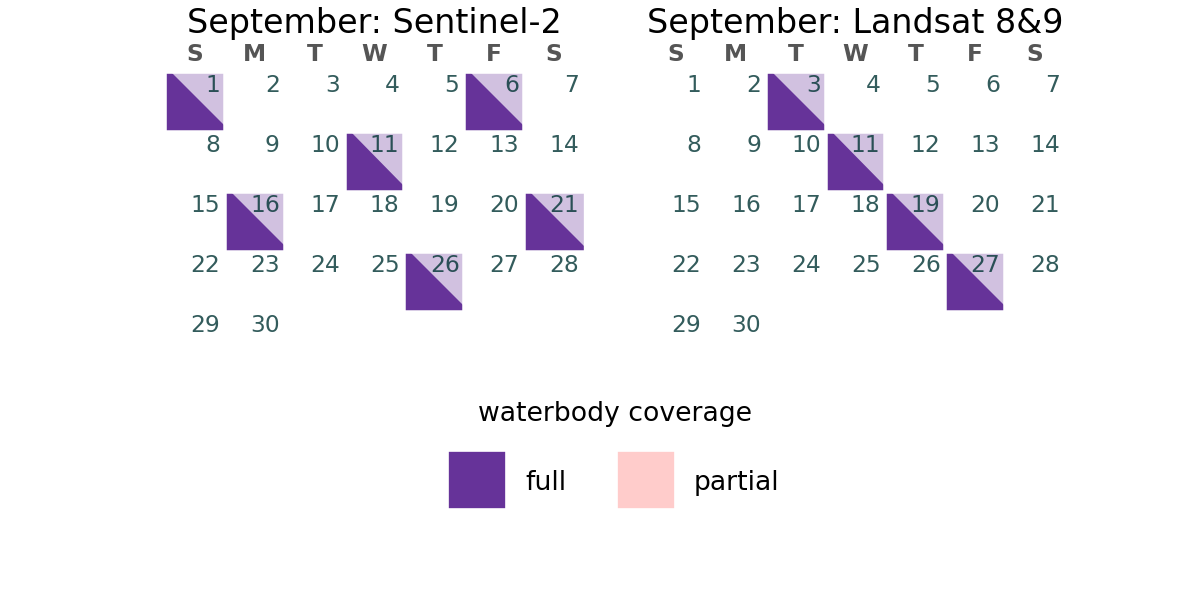 September: Sentinel-2
S M T W T F S
1 2 3 4 5 6 7
8 9 10 11 12 13 14
15 16 17 18 19 20 21
22 23 24 25 26 27 28
29 30
September: Landsat 8&9
S M T W T F S
1 2 3 4 5 6 7
8 9 10 11 12 13 14
15 16 17 18 19 20 21
22 23 24 25 26 27 28
29 30
waterbody coverage
full partial